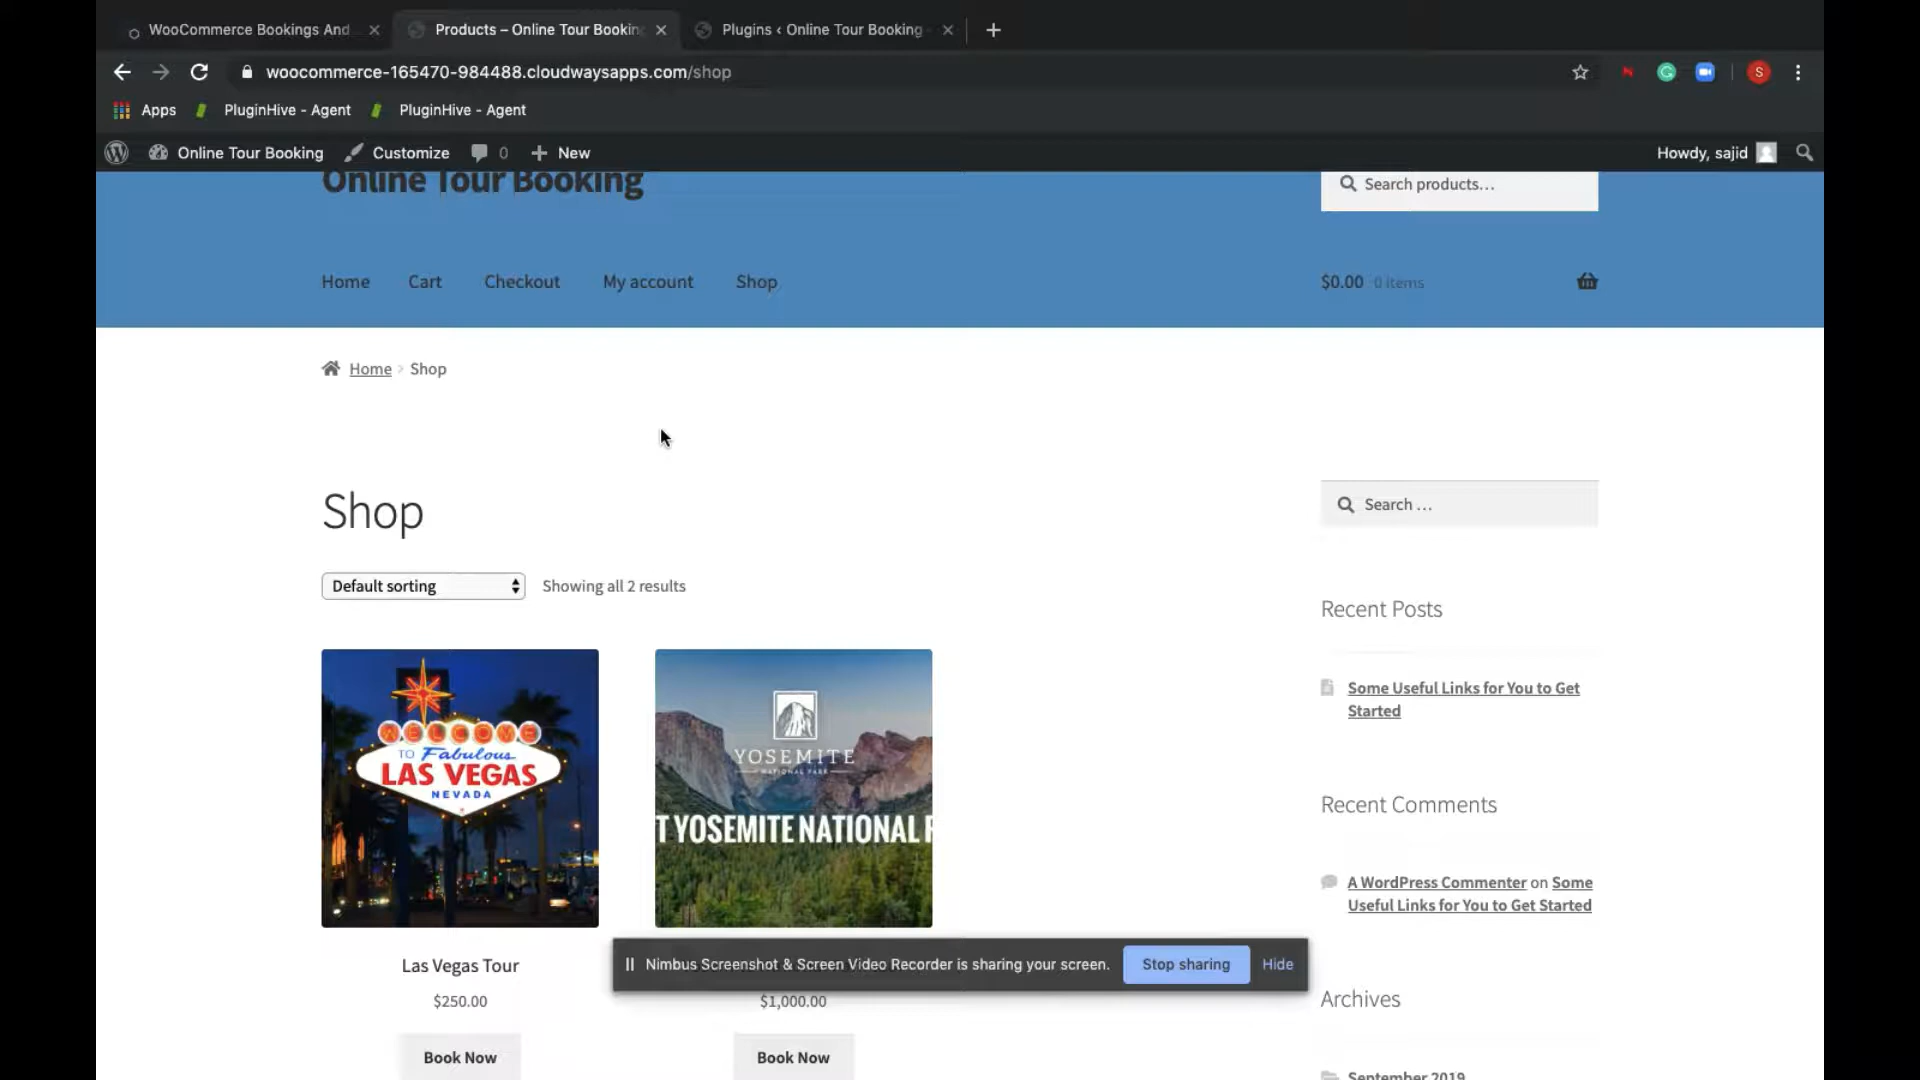 WooCommerce Bookings And
Products – Online Tour Bookin
Plugins ‹ Online Tour Booking
woocommerce-165470-984488.cloudwaysapps.com/shop
S
Apps
PluginHive - Agent
PluginHive - Agent
Online Tour Booking
Customize
0
New
Howdy, sajid
Online Tour Booking
Search products…
Home
Cart
Checkout
My account
Shop
$0.00 0 items
Home
Shop
Shop
Search …
Default sorting
Showing all 2 results
Recent Posts
Some Useful Links for You to Get
Started
WELCOME
TO Fabulous
LAS VEGAS
NEVADA
YOSEMITE
NATIONAL PARK
T YOSEMITE NATIONAL
Recent Comments
A WordPress Commenter on Some
Useful Links for You to Get Started
Las Vegas Tour
$250.00
Book Now
$1,000.00
Book Now
Nimbus Screenshot & Screen Video Recorder is sharing your screen.
Stop sharing
Hide
Archives
September 2019